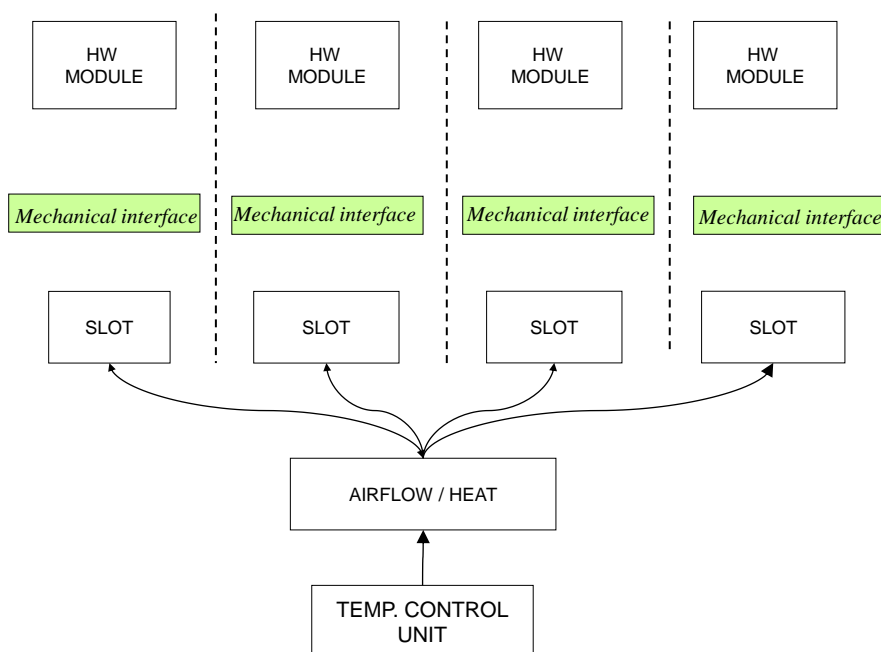 HW
MODULE
HW
MODULE
HW
MODULE
HW
MODULE
Mechanical interface
Mechanical interface
Mechanical interface
Mechanical interface
SLOT
SLOT
SLOT
SLOT
AIRFLOW / HEAT
TEMP. CONTROL
UNIT